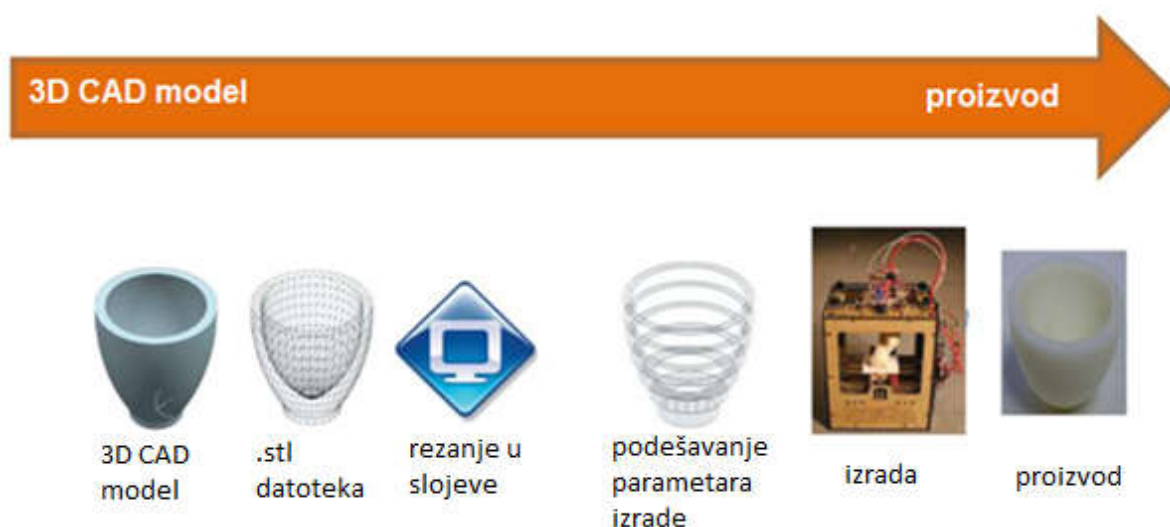 3D CAD model
proizvod
3D CAD
model
.stl
datoteka
rezanje u
slojeve
podešavanje
parametara
izrade
izrada
proizvod